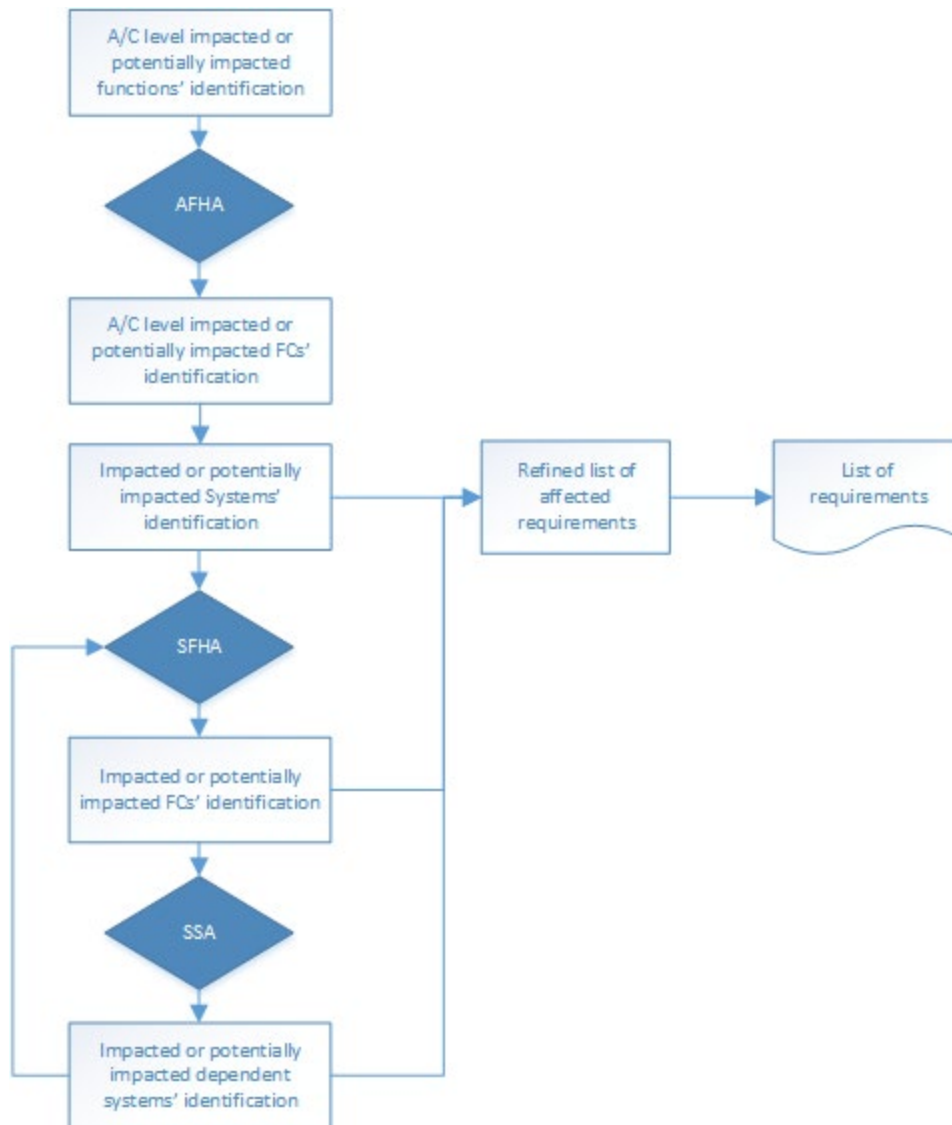 A/C level impacted or
potentially impacted
functions' identification
AFHA
A/C level impacted or
potentially impacted FCs'
identification
Impacted or potentially
impacted Systems'
identification
Refined list of
affected
requirements
List of
requirements
SFHA
Impacted or potentially
impacted FCs' identification
SSA
Impacted or potentially
impacted dependent
systems' identification